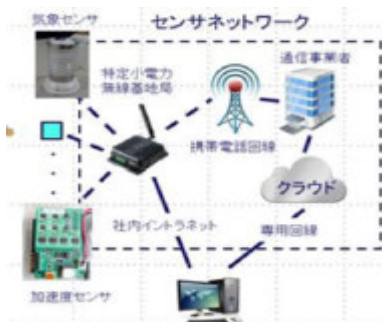 気象センサ
センサネットワーク
特定小電力
無線基地局
通信事業者
携帯電話回線
クラウド
社内イントラネット
専用回線
加速度センサ